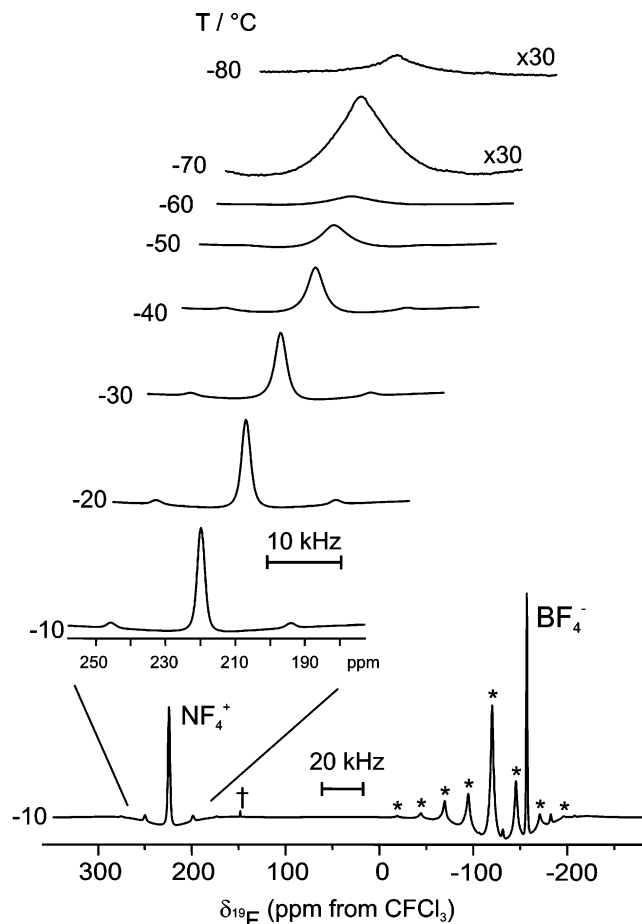 T / °C
-80 x30
-70 x30
-60
-50
-40
-30
-20
10 kHz
-10
250 230 210 190 ppm
BF₄⁻
NF₄⁺
*
20 kHz
†
* * * * * * *
-10
300 200 100 0 -100 -200
δ¹⁹F (ppm from CFCl₃)